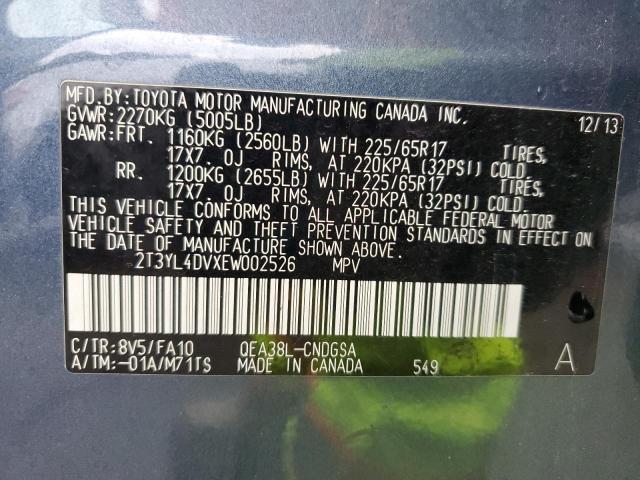 MFD. BY: TOYOTA MOTOR MANUFACTURING CANADA INC. 12/13
GVWR: 2270KG (5005LB)
GAWR: FRT. 1160KG (2560LB) WITH 225/65R17 TIRES,
17X7. 0J RIMS, AT 220KPA (32PSI) COLD.
RR. 1200KG (2655LB) WITH 225/65R17 TIRES,
17X7. 0J RIMS, AT 220KPA (32PSI) COLD.
THIS VEHICLE CONFORMS TO ALL APPLICABLE FEDERAL MOTOR
VEHICLE SAFETY AND THEFT PREVENTION STANDARDS IN EFFECT ON
THE DATE OF MANUFACTURE SHOWN ABOVE.
2T3YL4DVXEW002526 MPV
C/TR: 8V5/FA10 QEA38L-CNDGSA
A/TM: -01A/M71TS MADE IN CANADA 549 A